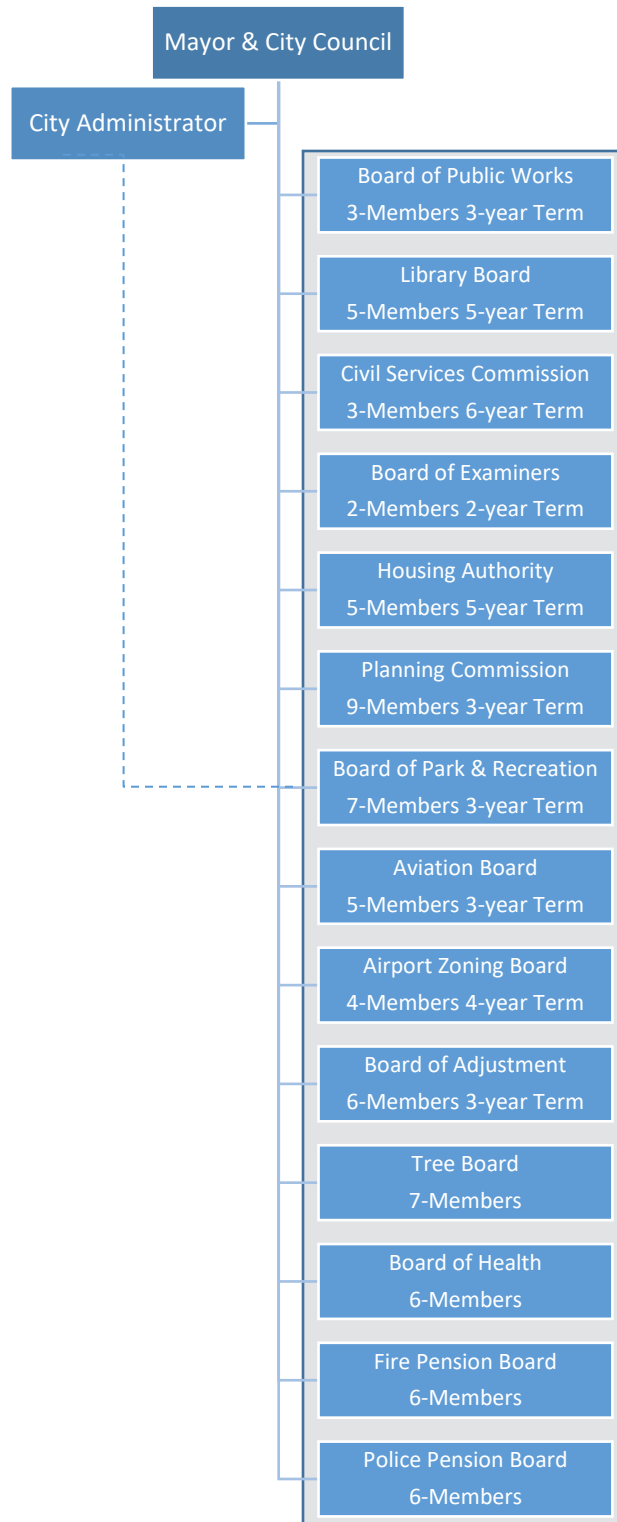 Mayor & City Council
City Administrator
Board of Public Works
3-Members 3-year Term
Library Board
5-Members 5-year Term
Civil Services Commission
3-Members 6-year Term
Board of Examiners
2-Members 2-year Term
Housing Authority
5-Members 5-year Term
Planning Commission
9-Members 3-year Term
Board of Park & Recreation
7-Members 3-year Term
Aviation Board
5-Members 3-year Term
Airport Zoning Board
4-Members 4-year Term
Board of Adjustment
6-Members 3-year Term
Tree Board
7-Members
Board of Health
6-Members
Fire Pension Board
6-Members
Police Pension Board
6-Members